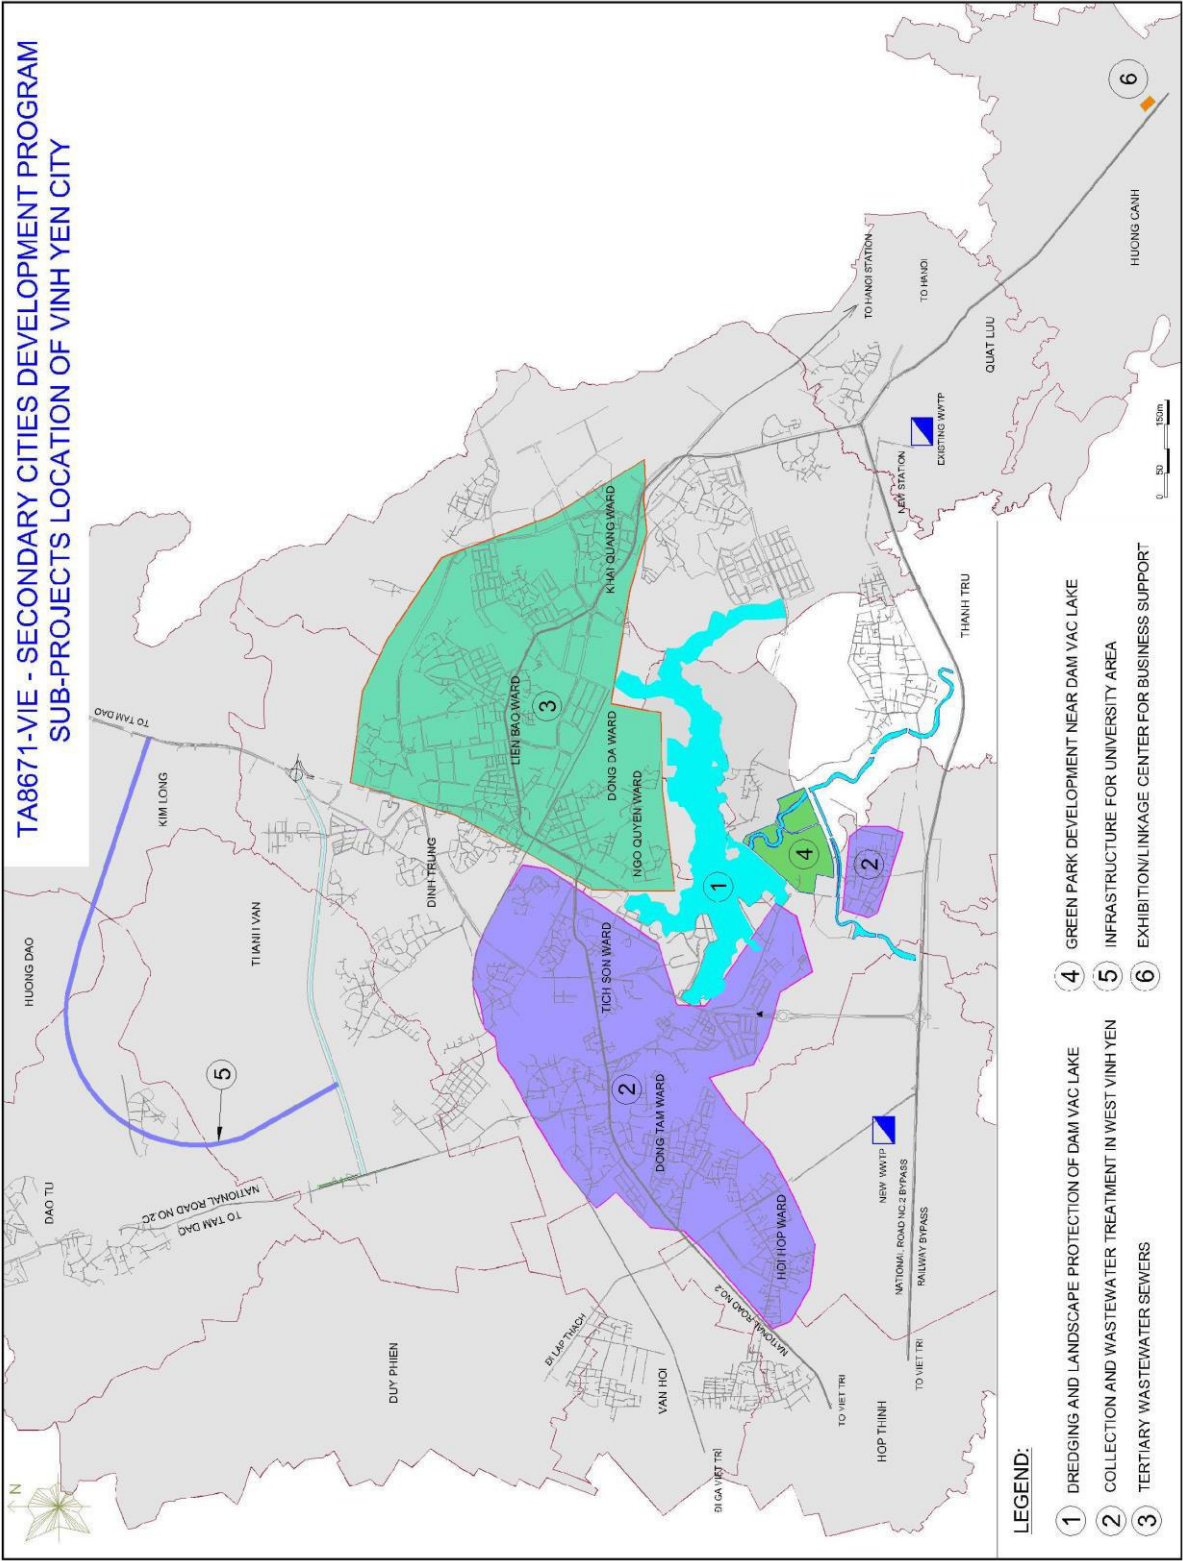 TA8671-VIE - SECONDARY CITIES DEVELOPMENT PROGRAM
SUB-PROJECTS LOCATION OF VINH YEN CITY
N
HUONG DAO
TO TAM DAO
KIM LONG
DAO TU
5
THANH VAN
NATIONAL ROAD NO.2C
TO TAM DAO
DINH TRUNG
DUY PHIEN
LIEN BAO WARD
3
KHAI QUANG WARD
DONG DA WARD
NGO QUYEN WARD
TICH SON WARD
2
DONG TAM WARD
ĐI LAP THACH
VAN HOI
NATIONAL ROAD NO.2
HOI HOP WARD
ĐI GA VIET TRI
TO VIET TRI
HOP THINH
1
4
2
TO HANOI STATION
TO HANOI
QUAT LUU
NEW STATION
EXISTING WWTP
THANH TRU
NEW WWTP
NATIONAL ROAD NO.2 BYPASS
RAILWAY BYPASS
TO VIET TRI
HUONG CANH
6
0 50 150m
LEGEND:
1 DREDGING AND LANDSCAPE PROTECTION OF DAM VAC LAKE
2 COLLECTION AND WASTEWATER TREATMENT IN WEST VINH YEN
3 TERTIARY WASTEWATER SEWERS
4 GREEN PARK DEVELOPMENT NEAR DAM VAC LAKE
5 INFRASTRUCTURE FOR UNIVERSITY AREA
6 EXHIBITION/LINKAGE CENTER FOR BUSINESS SUPPORT